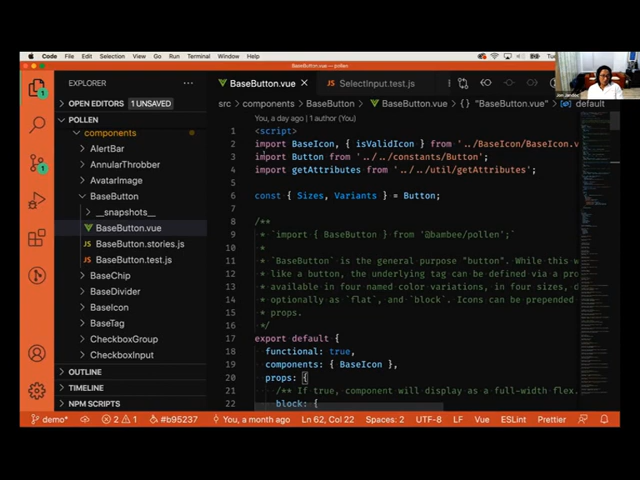 Code File Edit Selection View Go Run Terminal Window Help
BaseButton.vue — pollen
EXPLORER
OPEN EDITORS 1 UNSAVED
POLLEN
components
AlertBar
AnnularThrobber
AvatarImage
BaseButton
__snapshots__
BaseButton.vue
BaseButton.stories.js
BaseButton.test.js
BaseChip
BaseDivider
BaseIcon
BaseTag
CheckboxGroup
CheckboxInput
OUTLINE
TIMELINE
NPM SCRIPTS
BaseButton.vue SelectInput.test.js
src > components > BaseButton > BaseButton.vue > {} "BaseButton.vue" > default
You, a day ago | 1 author (You)
1 <script>
2 import BaseIcon, { isValidIcon } from '../BaseIcon/BaseIcon.v
3 import Button from '../../constants/Button';
4 import getAttributes from '../../util/getAttributes';
5
6 const { Sizes, Variants } = Button;
7
8 /**
9 * `import { BaseButton } from '@bambee/pollen';`
10 *
11 * "BaseButton" is the general purpose "button". While this w
12 * like a button, the underlying tag can be defined via a pro
13 * available in four named color variations, in four sizes,
14 * optionally as `flat`, and `block`. Icons can be prepended
15 * props.
16 */
17 export default {
18 functional: true,
19 components: { BaseIcon },
20 props: {
21 /** If true, component will display as a full-width flex
22 block: {
demo* 2 1 #b95237 You, a month ago Ln 62, Col 22 Spaces: 2 UTF-8 LF Vue ESLint Prettier